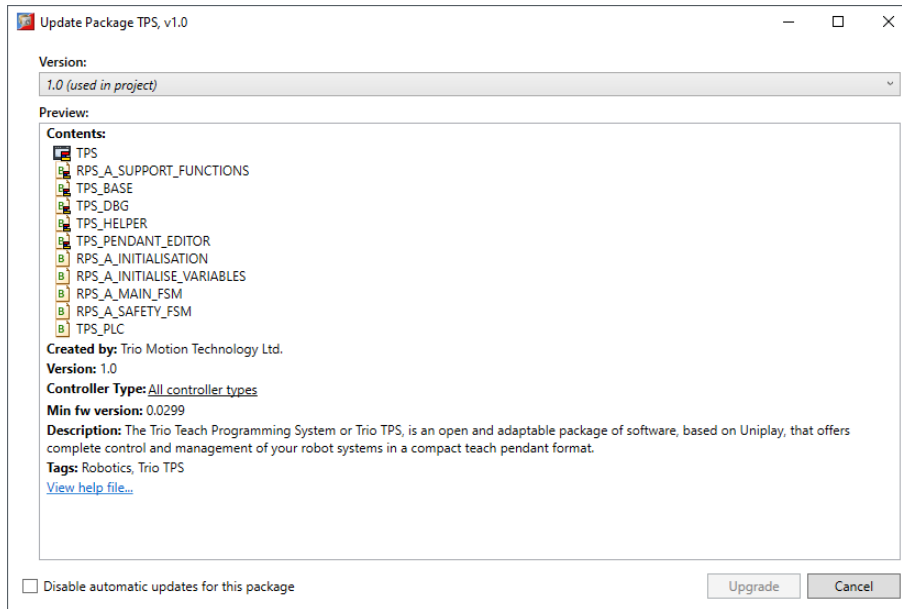 Update Package TPS, v1.0
Version:
1.0 (used in project)
Preview:
Contents:
TPS
RPS_A_SUPPORT_FUNCTIONS
TPS_BASE
TPS_DBG
TPS_HELPER
TPS_PENDANT_EDITOR
RPS_A_INITIALISATION
RPS_A_INITIALISE_VARIABLES
RPS_A_MAIN_FSM
RPS_A_SAFETY_FSM
TPS_PLC
Created by: Trio Motion Technology Ltd.
Version: 1.0
Controller Type: All controller types
Min fw version: 0.0299
Description: The Trio Teach Programming System or Trio TPS, is an open and adaptable package of software, based on Uniplay, that offers
complete control and management of your robot systems in a compact teach pendant format.
Tags: Robotics, Trio TPS
View help file...
Disable automatic updates for this package
Upgrade
Cancel